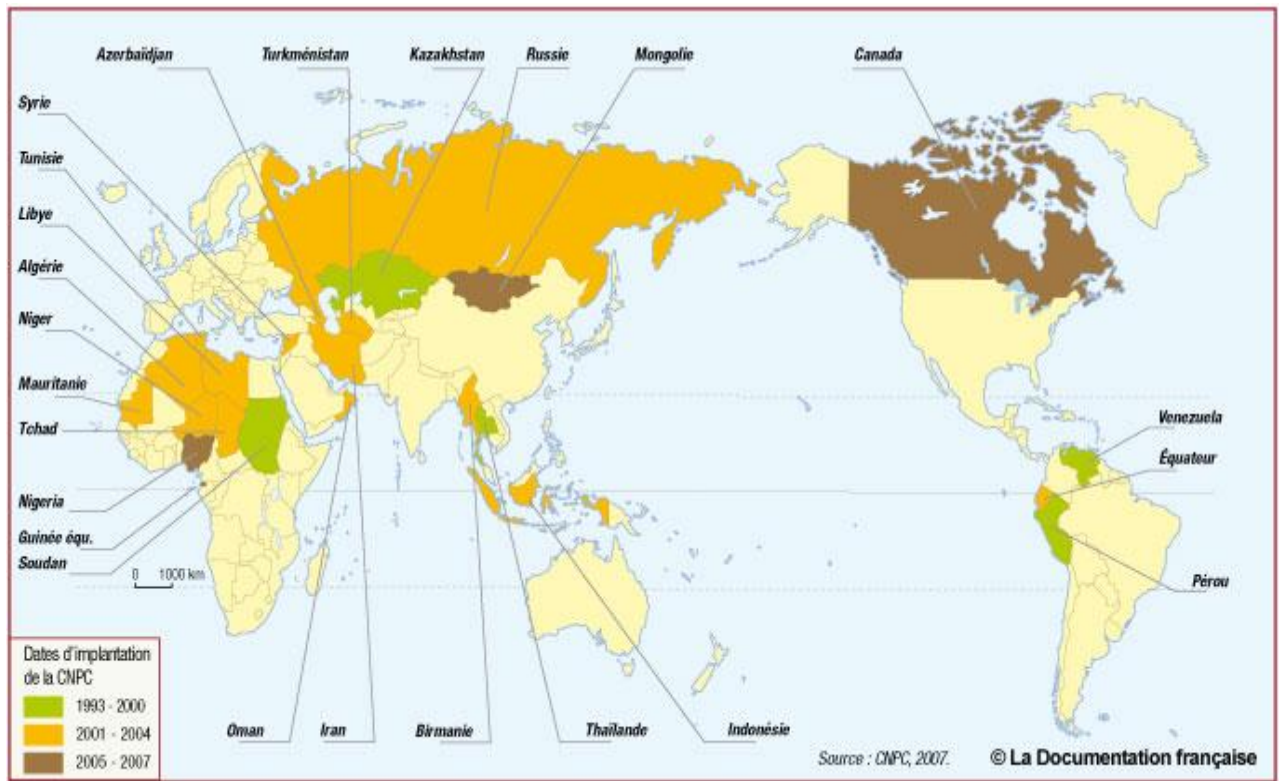 Azerbaïdjan
Turkménistan
Kazakhstan
Russie
Mongolie
Canada
Syrie
Tunisie
Libye
Algérie
Niger
Mauritanie
Tchad
Nigeria
Guinée équ.
Soudan
0 1000 km
Venezuela
Équateur
Pérou
Dates d'implantation
de la CNPC
1993 - 2000
2001 - 2004
2005 - 2007
Oman
Iran
Birmanie
Thaïlande
Indonésie
Source : CNPC, 2007.
© La Documentation française